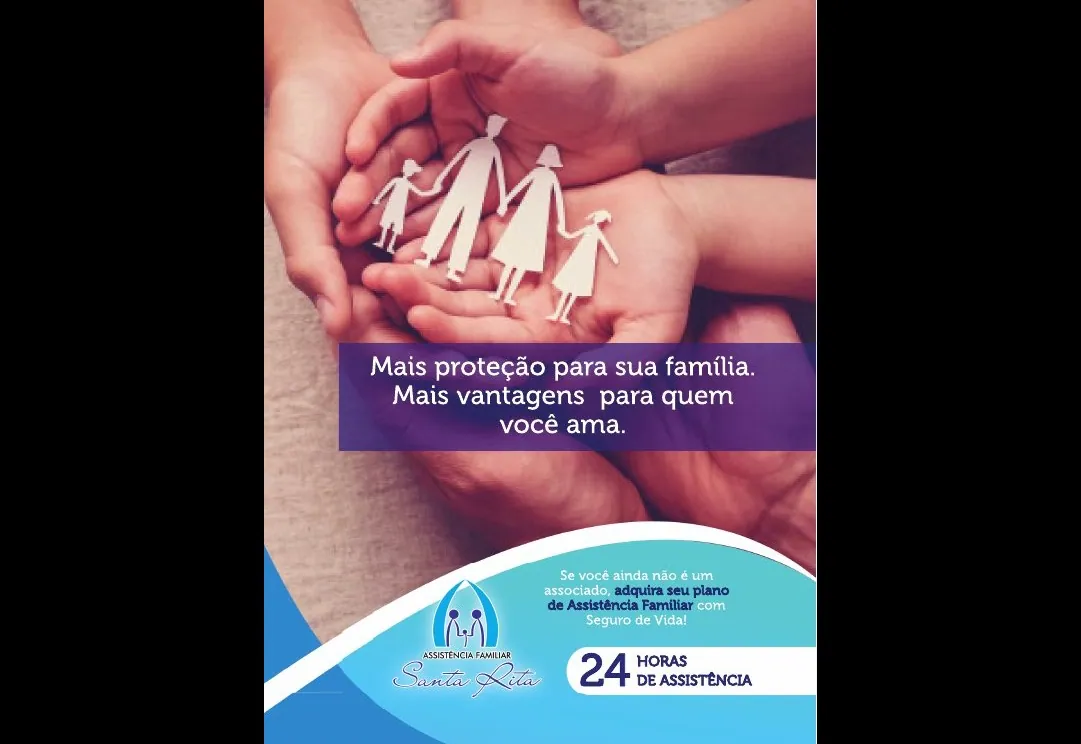 Mais proteção para sua família.
Mais vantagens para quem
você ama.
Se você ainda não é um
associado, adquira seu plano
de Assistência Familiar com
Seguro de Vida!
ASSISTÊNCIA FAMILIAR
Santa Rita
24 HORAS
DE ASSISTÊNCIA